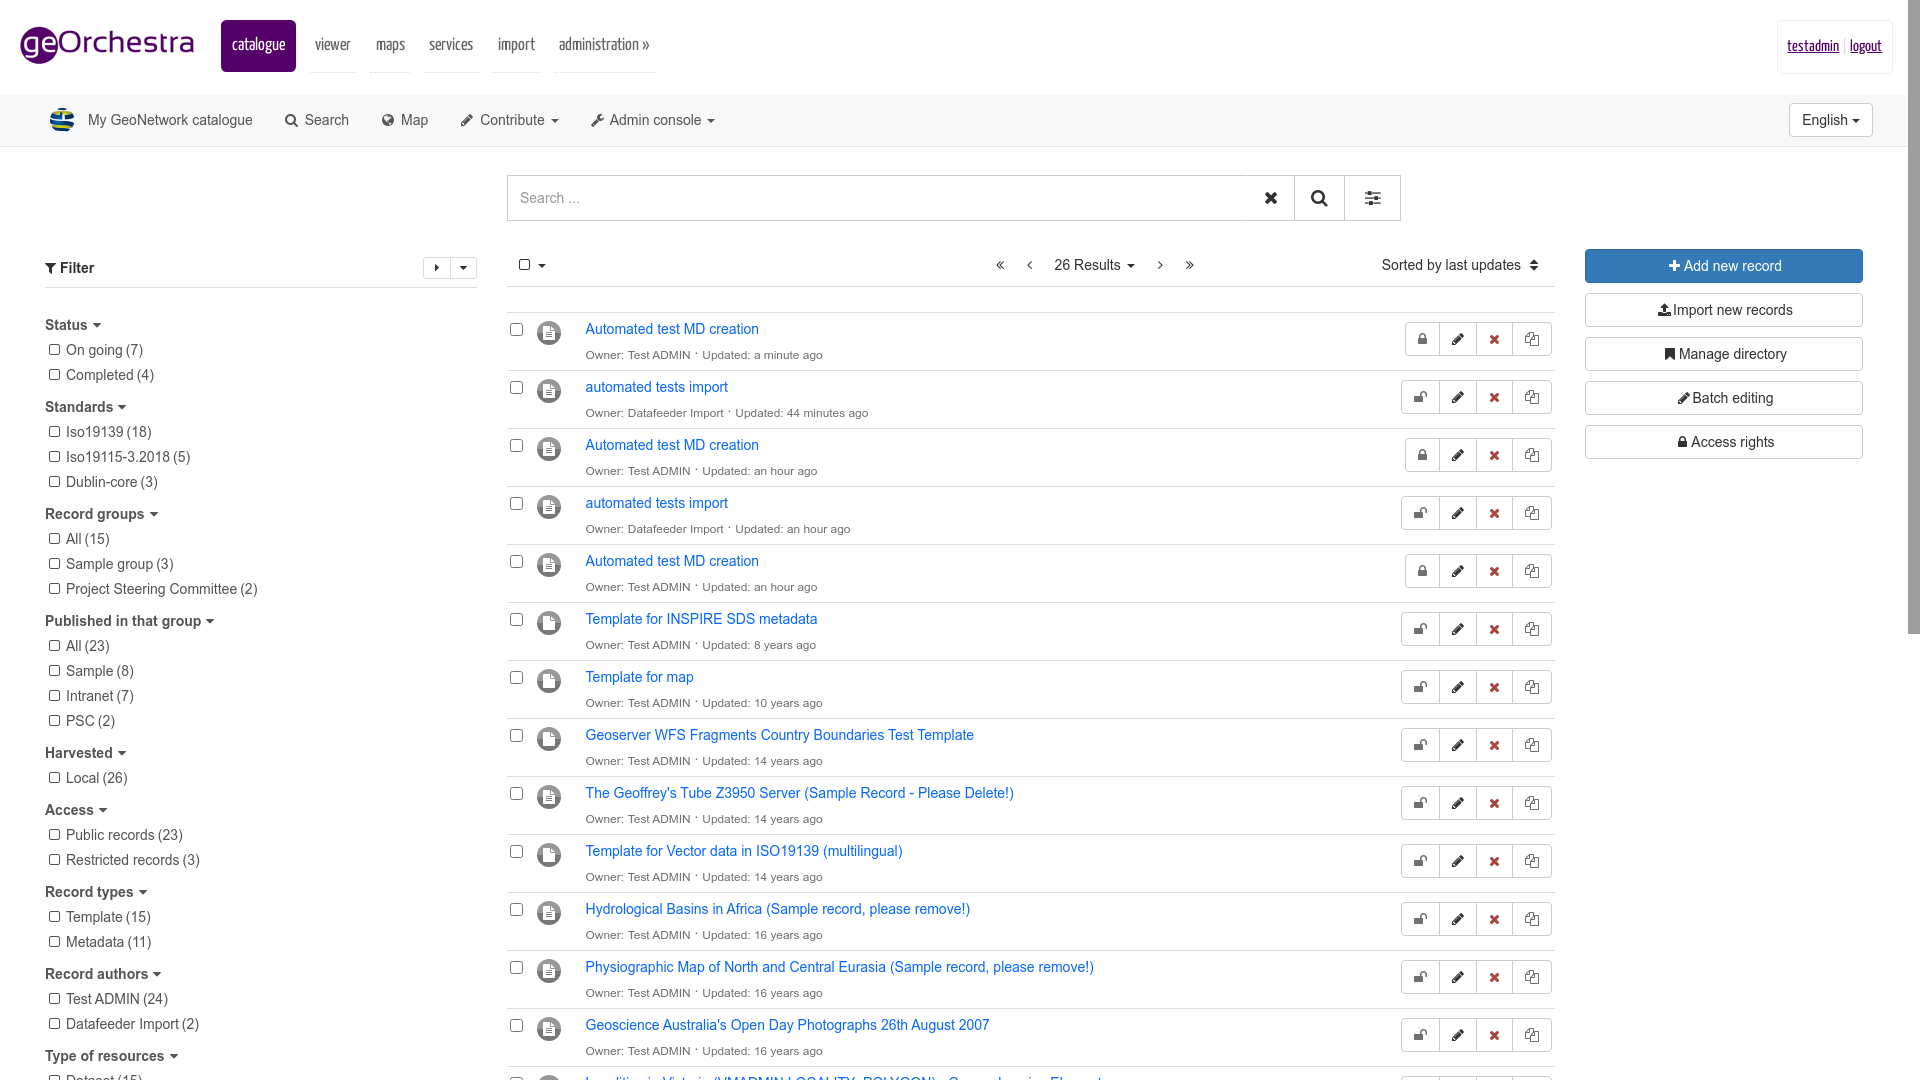 geOrchestra
catalogue
viewer
maps
services
import
administration »
testadmin
logout
My GeoNetwork catalogue
Search
Map
Contribute
Admin console
English
Search ...
Filter
26 Results
Sorted by last updates
Add new record
Import new records
Manage directory
Batch editing
Access rights
Status
On going (7)
Completed (4)
Standards
Iso19139 (18)
Iso19115-3.2018 (5)
Dublin-core (3)
Record groups
All (15)
Sample group (3)
Project Steering Committee (2)
Published in that group
All (23)
Sample (8)
Intranet (7)
PSC (2)
Harvested
Local (26)
Access
Public records (23)
Restricted records (3)
Record types
Template (15)
Metadata (11)
Record authors
Test ADMIN (24)
Datafeeder Import (2)
Type of resources
Dataset (15)
Automated test MD creation
Owner: Test ADMIN · Updated: a minute ago
automated tests import
Owner: Datafeeder Import · Updated: 44 minutes ago
Automated test MD creation
Owner: Test ADMIN · Updated: an hour ago
automated tests import
Owner: Datafeeder Import · Updated: an hour ago
Automated test MD creation
Owner: Test ADMIN · Updated: an hour ago
Template for INSPIRE SDS metadata
Owner: Test ADMIN · Updated: 8 years ago
Template for map
Owner: Test ADMIN · Updated: 10 years ago
Geoserver WFS Fragments Country Boundaries Test Template
Owner: Test ADMIN · Updated: 14 years ago
The Geoffrey's Tube Z3950 Server (Sample Record - Please Delete!)
Owner: Test ADMIN · Updated: 14 years ago
Template for Vector data in ISO19139 (multilingual)
Owner: Test ADMIN · Updated: 14 years ago
Hydrological Basins in Africa (Sample record, please remove!)
Owner: Test ADMIN · Updated: 16 years ago
Physiographic Map of North and Central Eurasia (Sample record, please remove!)
Owner: Test ADMIN · Updated: 16 years ago
Geoscience Australia's Open Day Photographs 26th August 2007
Owner: Test ADMIN · Updated: 16 years ago